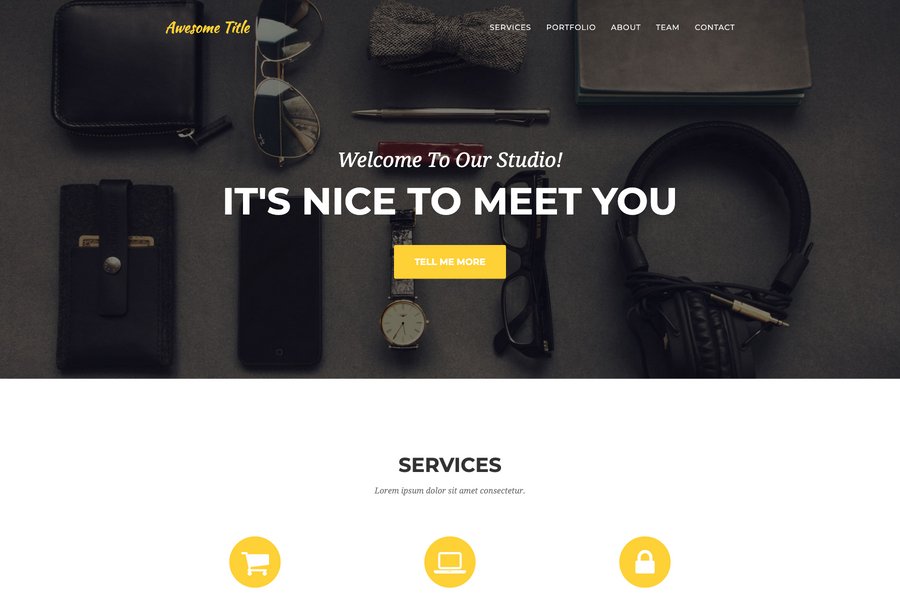 Awesome Title
SERVICES PORTFOLIO ABOUT TEAM CONTACT
Welcome To Our Studio!
IT'S NICE TO MEET YOU
TELL ME MORE
SERVICES
Lorem ipsum dolor sit amet consectetur.